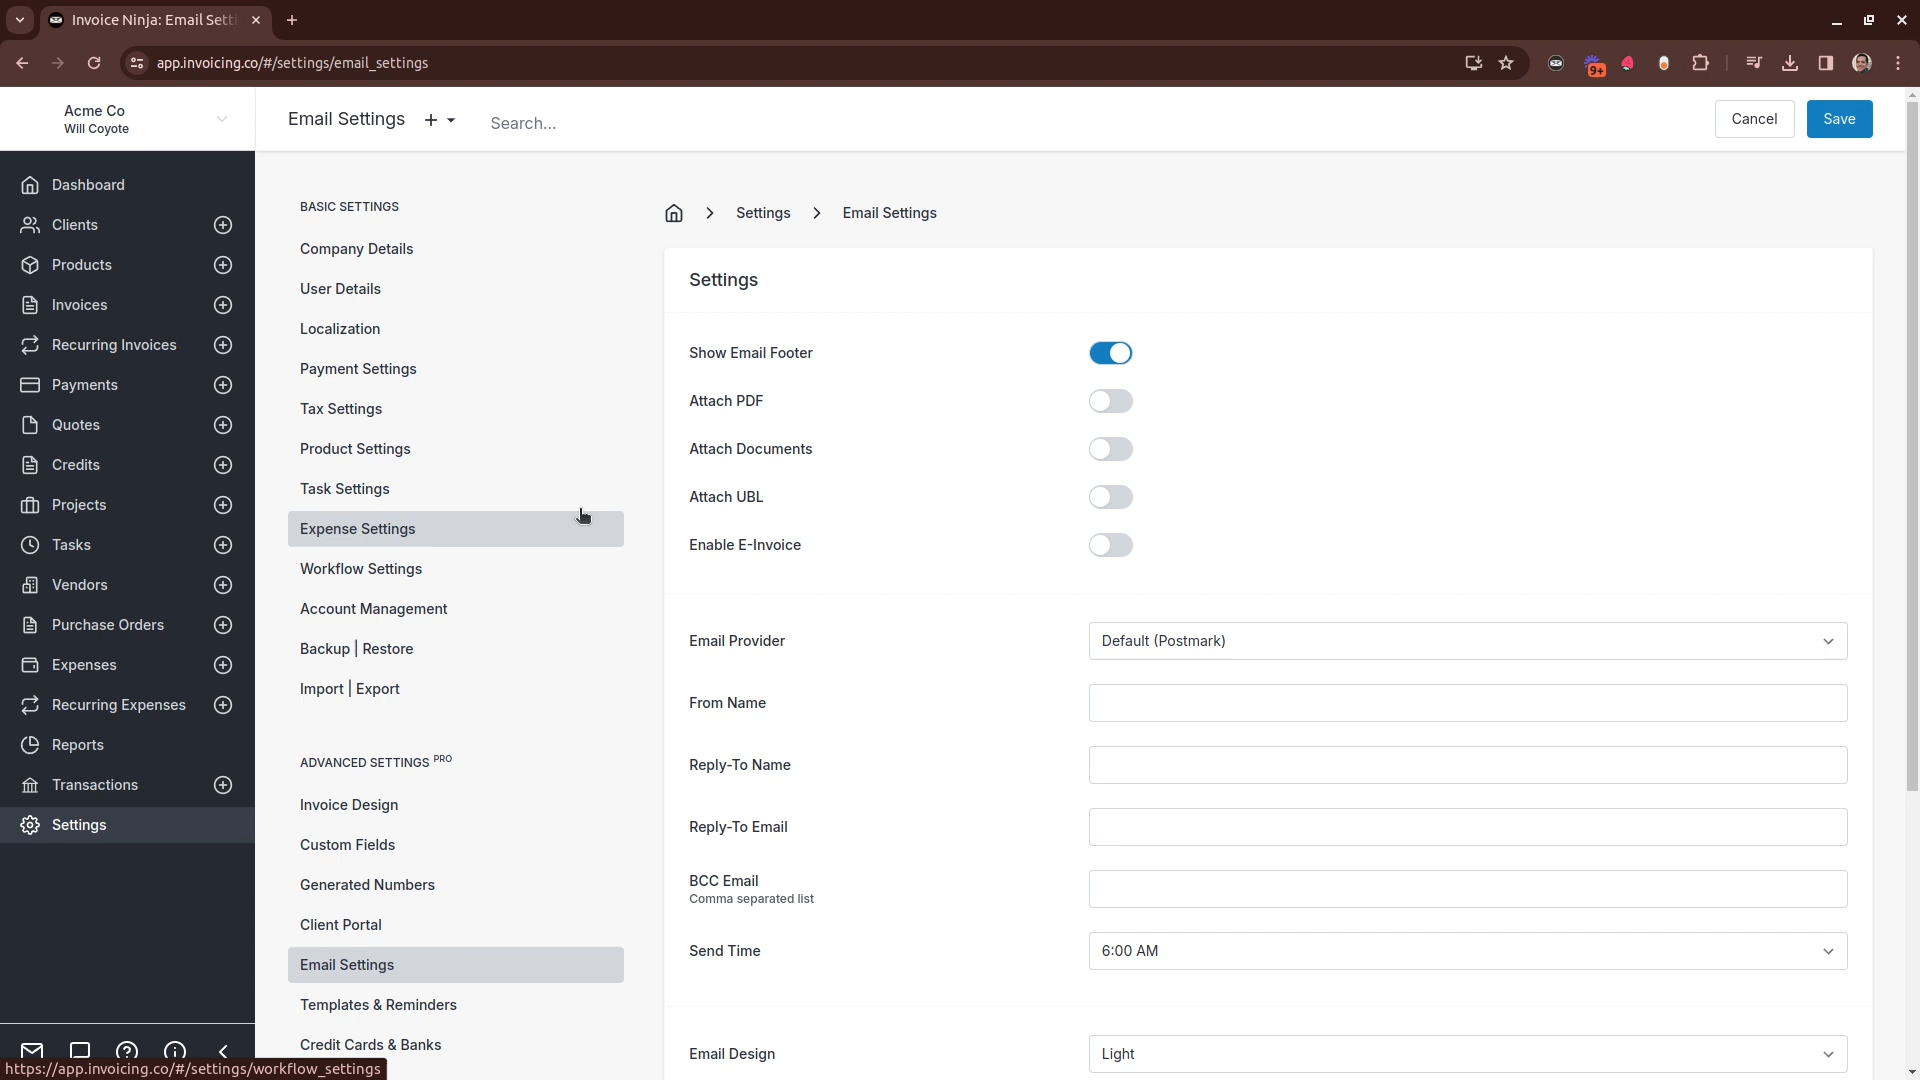 Invoice Ninja: Email Setti
app.invoicing.co/#/settings/email_settings
9+
Acme Co
Will Coyote
Email Settings
Search...
Cancel
Save
Dashboard
Clients
Products
Invoices
Recurring Invoices
Payments
Quotes
Credits
Projects
Tasks
Vendors
Purchase Orders
Expenses
Recurring Expenses
Reports
Transactions
Settings
BASIC SETTINGS
Company Details
User Details
Localization
Payment Settings
Tax Settings
Product Settings
Task Settings
Expense Settings
Workflow Settings
Account Management
Backup | Restore
Import | Export
ADVANCED SETTINGS PRO
Invoice Design
Custom Fields
Generated Numbers
Client Portal
Email Settings
Templates & Reminders
Credit Cards & Banks
Settings
Email Settings
Settings
Show Email Footer
Attach PDF
Attach Documents
Attach UBL
Enable E-Invoice
Email Provider
Default (Postmark)
From Name
Reply-To Name
Reply-To Email
BCC Email
Comma separated list
Send Time
6:00 AM
Email Design
Light
https://app.invoicing.co/#/settings/workflow_settings